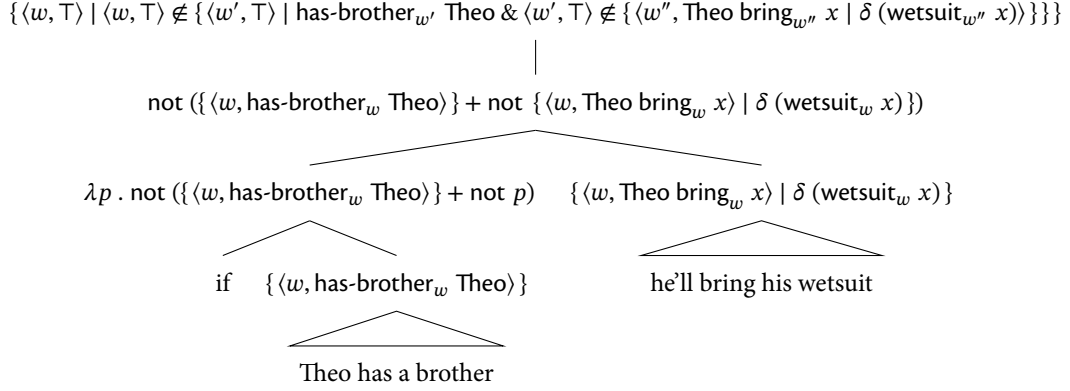 {⟨w, ⊤⟩ | ⟨w, ⊤⟩ ∉ {⟨w′, ⊤⟩ | has-brother_w′ Theo & ⟨w′, ⊤⟩ ∉ {⟨w″, Theo bring_w″ x | δ (wetsuit_w″ x)⟩}}}
not ({⟨w, has-brother_w Theo⟩} + not {⟨w, Theo bring_w x⟩ | δ (wetsuit_w x)})
λp . not ({⟨w, has-brother_w Theo⟩} + not p) {⟨w, Theo bring_w x⟩ | δ (wetsuit_w x)}
if {⟨w, has-brother_w Theo⟩} he’ll bring his wetsuit
Theo has a brother